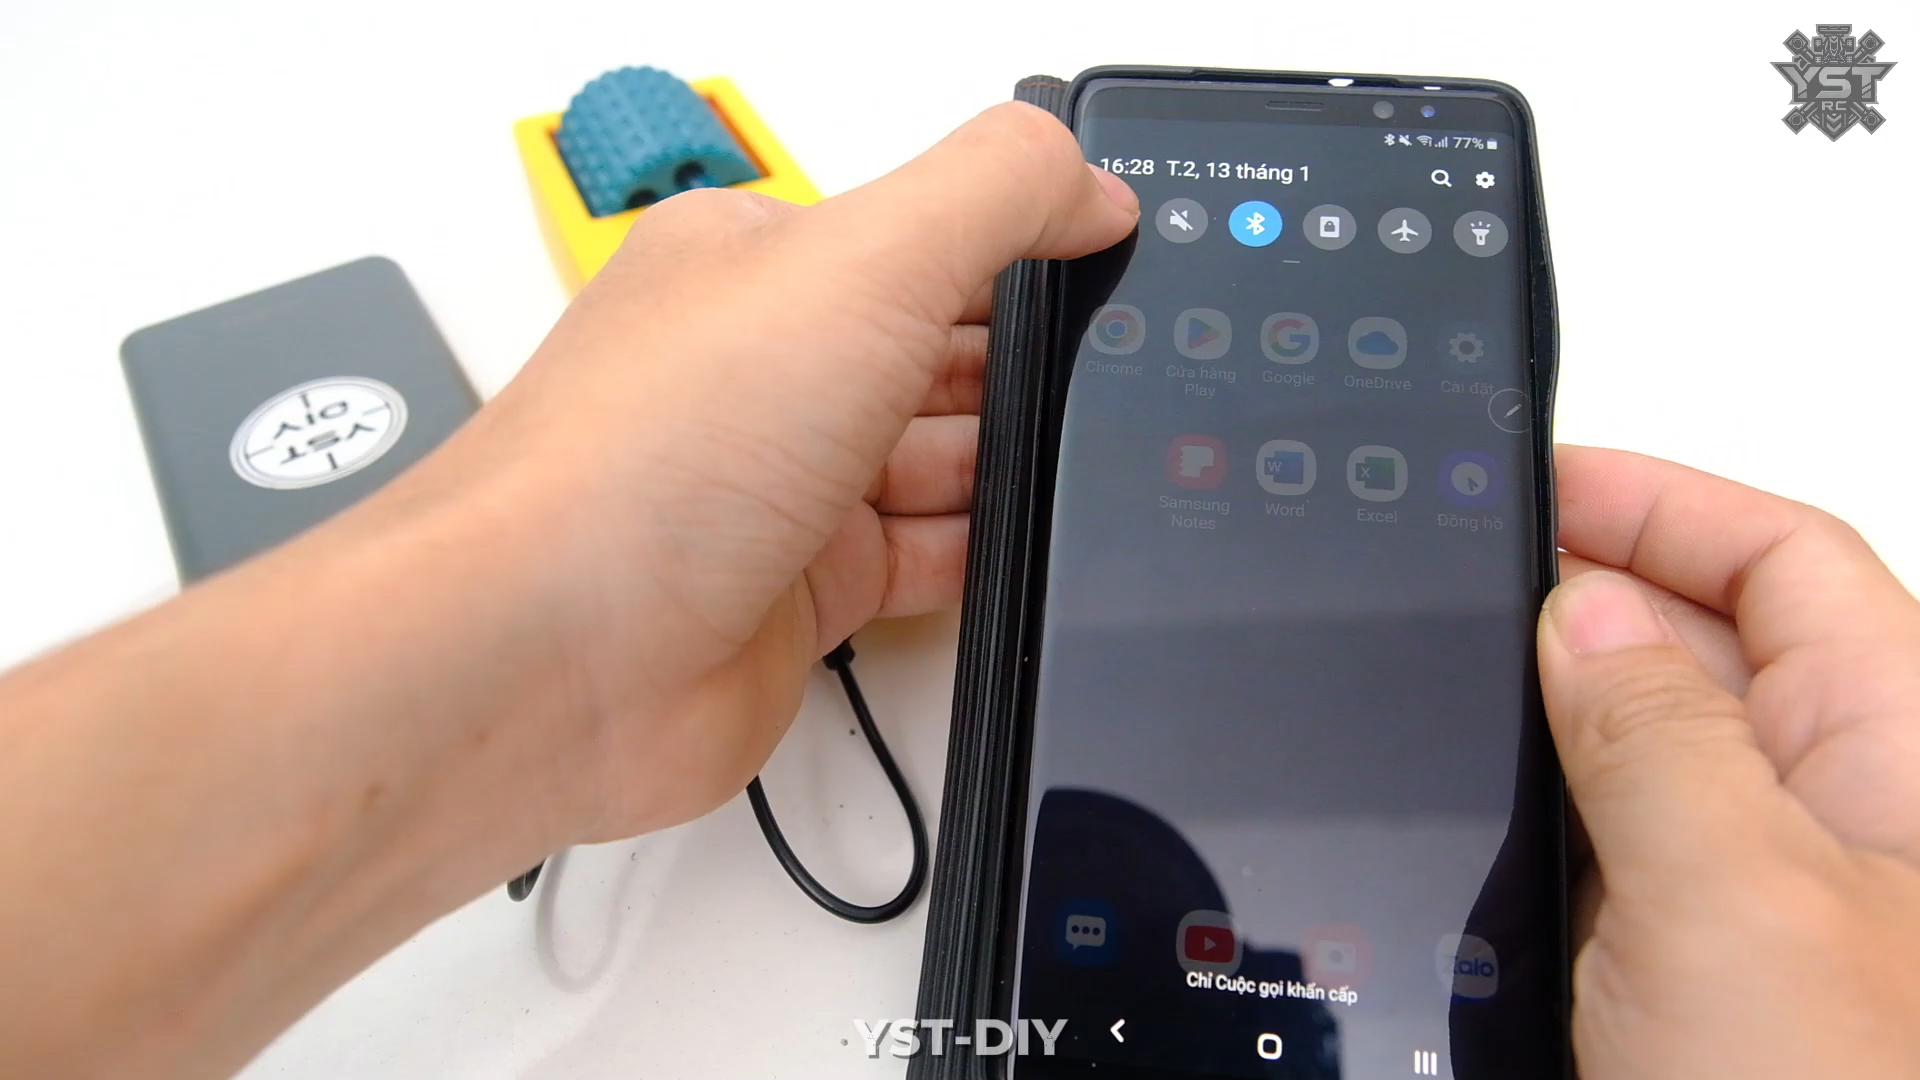 YST
RC
77%
16:28 T.2, 13 tháng 1
Chrome
Cửa hàng
Play
Google
OneDrive
Cài đặt
Samsung
Notes
Word
Excel
Đồng hồ
YST
DIY
Zalo
Chỉ Cuộc gọi khẩn cấp
YST-DIY